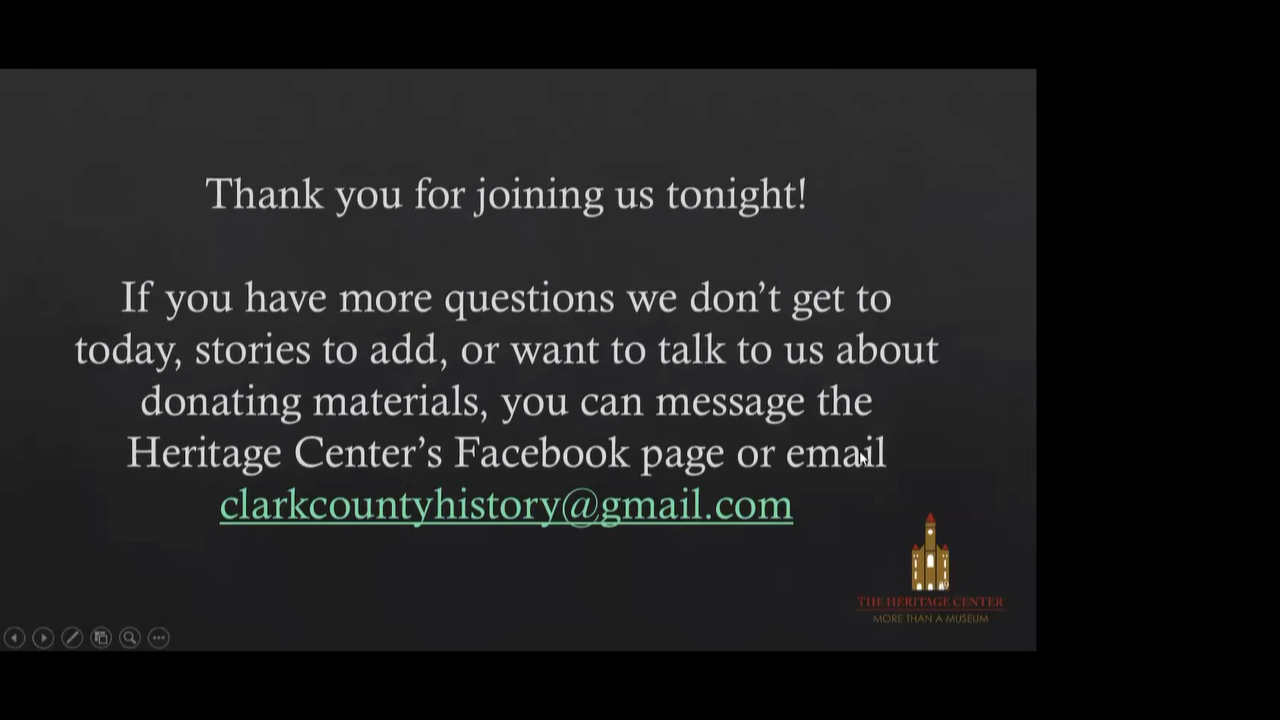 Thank you for joining us tonight!
If you have more questions we don’t get to
today, stories to add, or want to talk to us about
donating materials, you can message the
Heritage Center’s Facebook page or email
clarkcountyhistory@gmail.com
THE HERITAGE CENTER
MORE THAN A MUSEUM